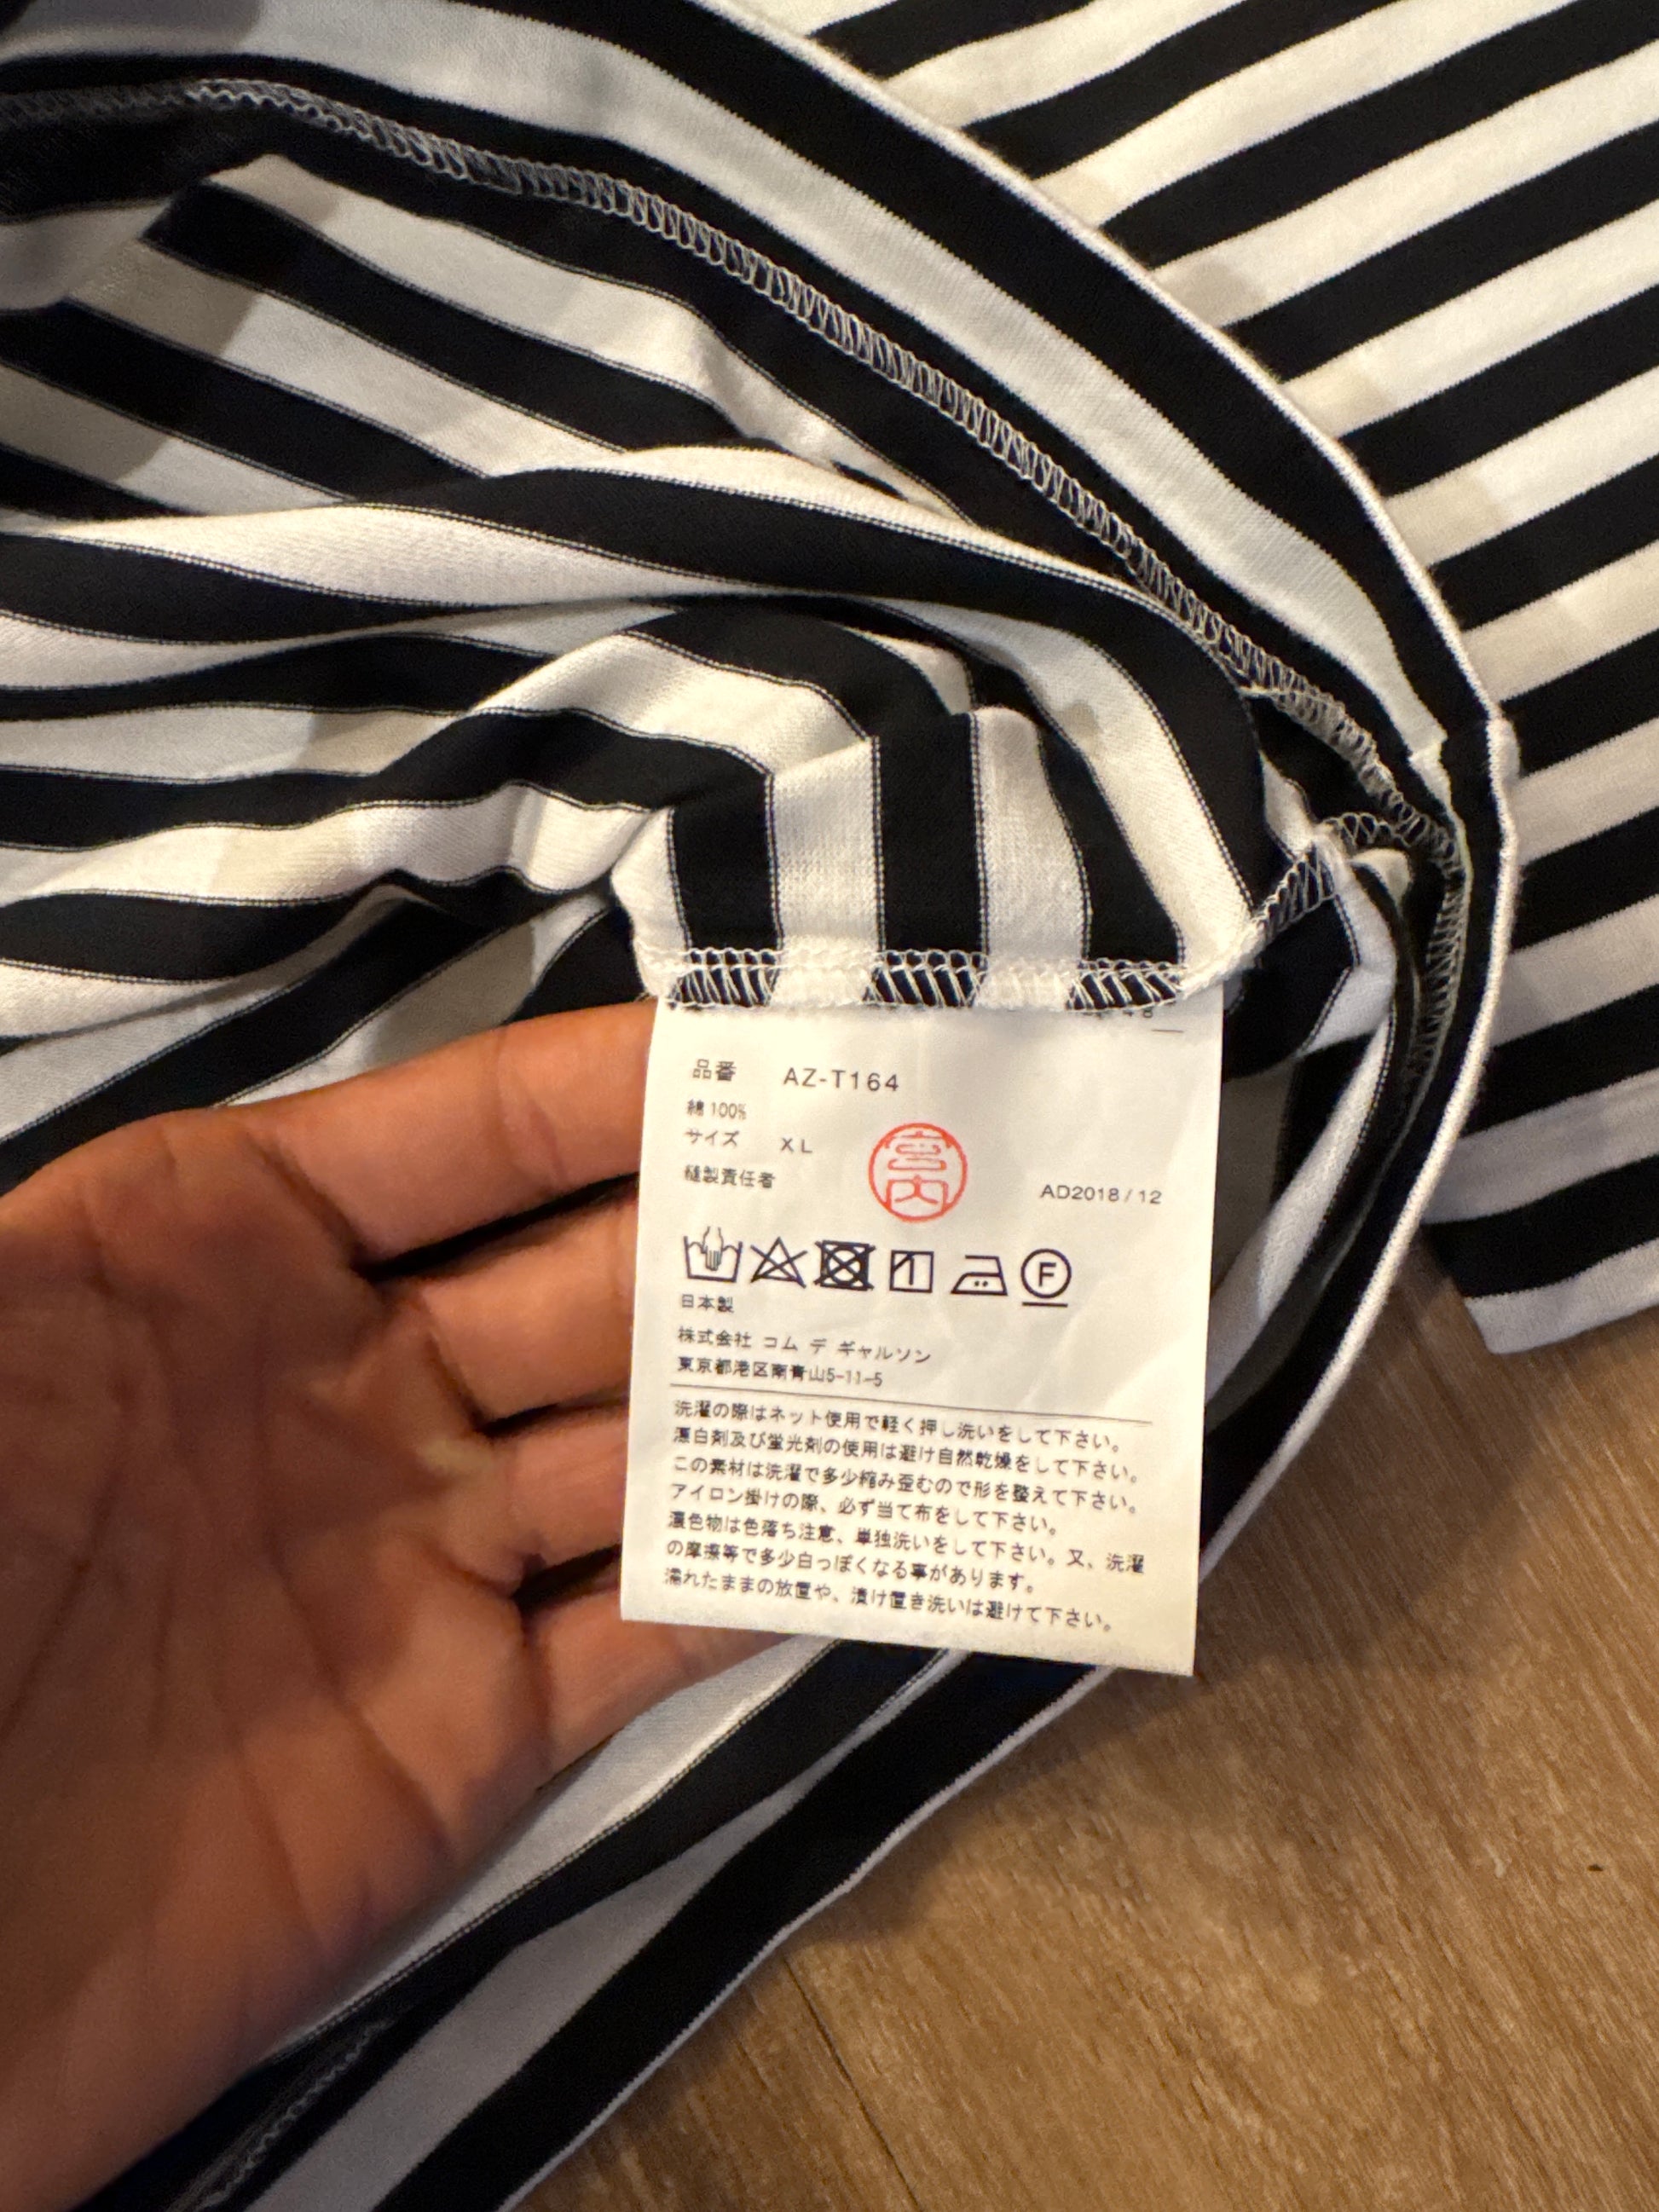 品番 AZ-T164
綿 100%
サイズ XL
縫製責任者 宮内 AD2018/12
F
日本製
株式会社 コム デ ギャルソン
東京都港区南青山5-11-5
洗濯の際はネット使用で軽く押し洗いをして下さい。
漂白剤及び蛍光剤の使用は避け自然乾燥をして下さい。
この素材は洗濯で多少縮み歪むので形を整えて下さい。
アイロン掛けの際、必ず当て布をして下さい。
濃色物は色落ち注意、単独洗いをして下さい。又、洗濯
の摩擦等で多少白っぽくなる事があります。
濡れたままの放置や、漬け置き洗いは避けて下さい。